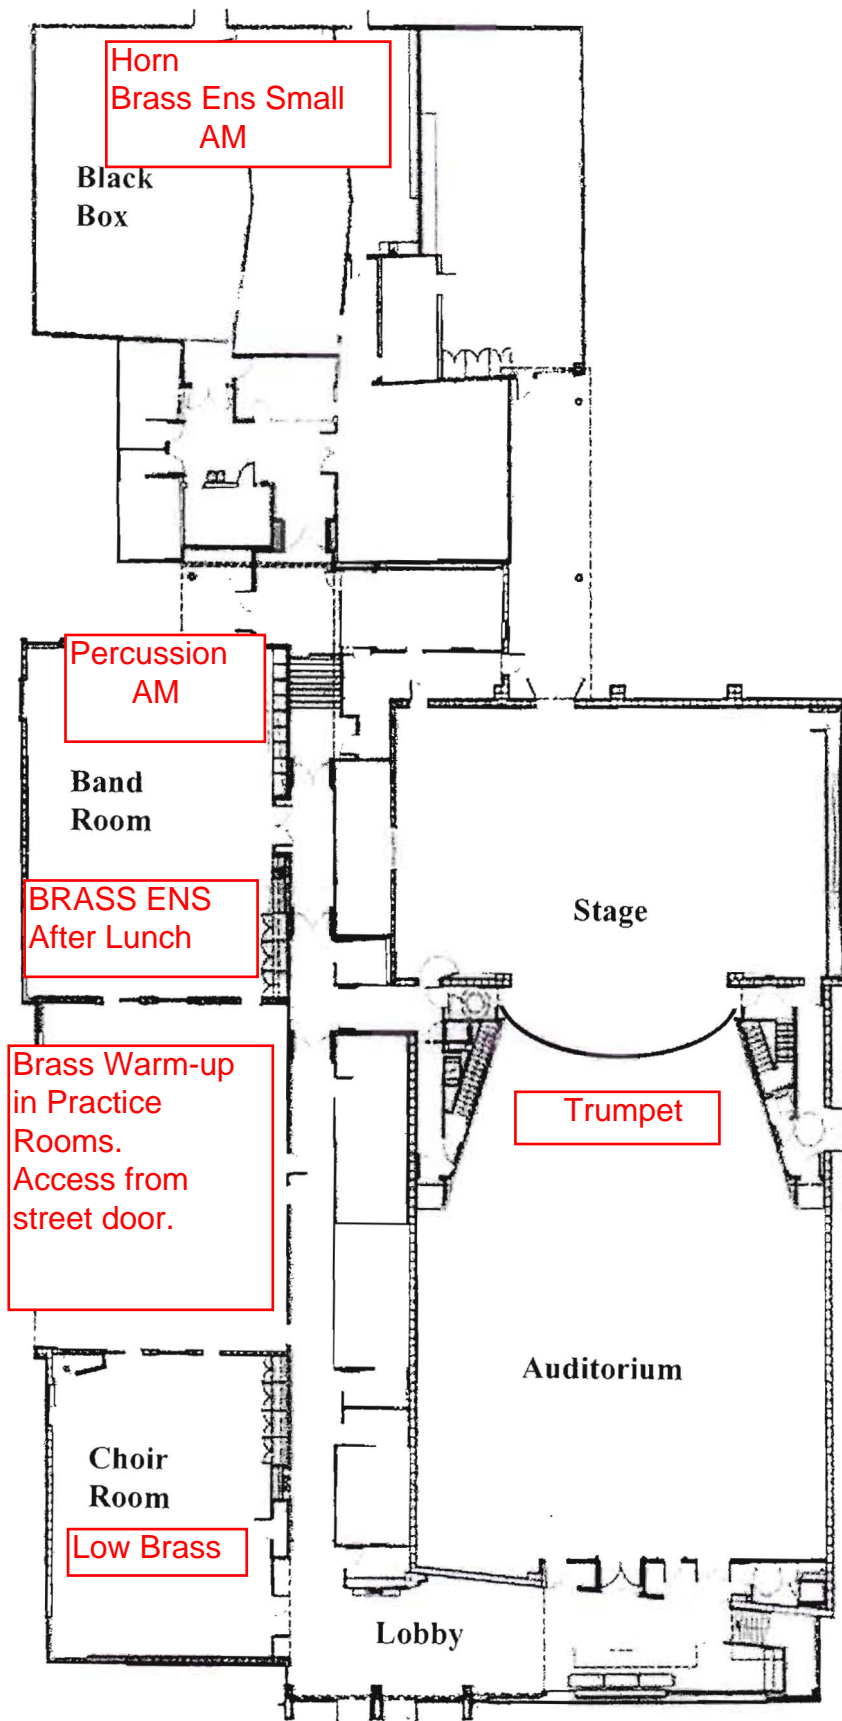 Horn
Brass Ens Small
AM
Black
Box
Percussion
AM
Band
Room
BRASS ENS
After Lunch
Stage
Brass Warm-up
in Practice
Rooms.
Access from
street door.
Trumpet
Auditorium
Choir
Room
Low Brass
Lobby